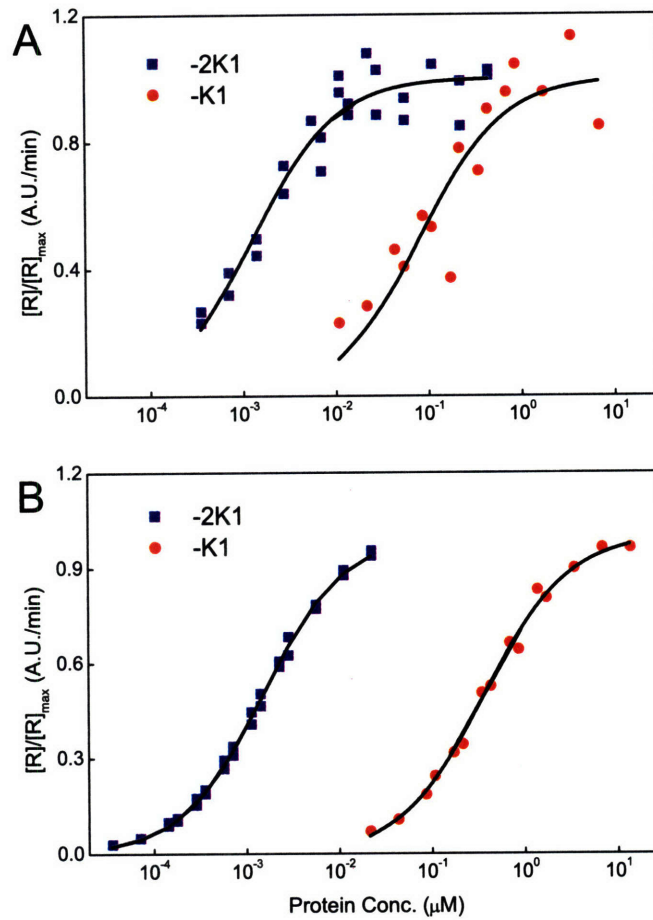 A
-2K1
-K1
1.2
0.8
0.4
0.0
[R]/[R]max (A.U./min)
10⁻⁴ 10⁻³ 10⁻² 10⁻¹ 10⁰ 10¹
B
-2K1
-K1
1.2
0.9
0.6
0.3
0.0
[R]/[R]max (A.U./min)
10⁻⁴ 10⁻³ 10⁻² 10⁻¹ 10⁰ 10¹
Protein Conc. (μM)